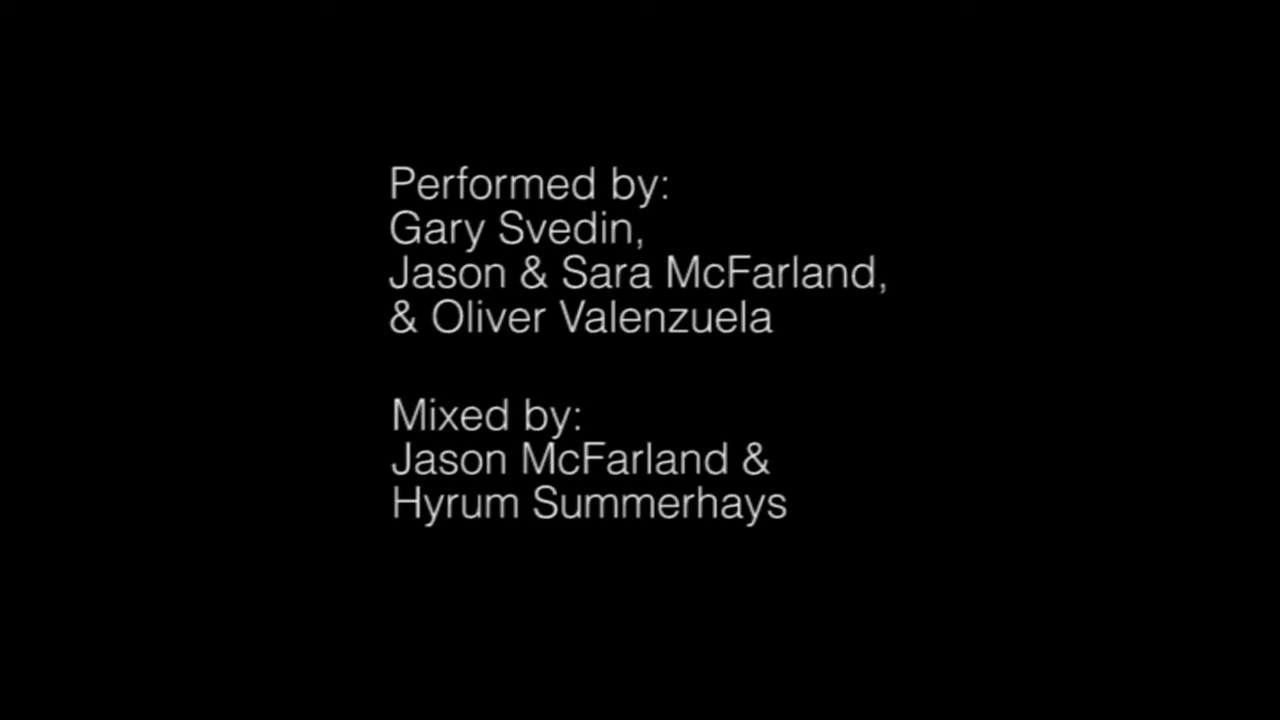 Performed by:
Gary Svedin,
Jason & Sara McFarland,
& Oliver Valenzuela
Mixed by:
Jason McFarland &
Hyrum Summerhays